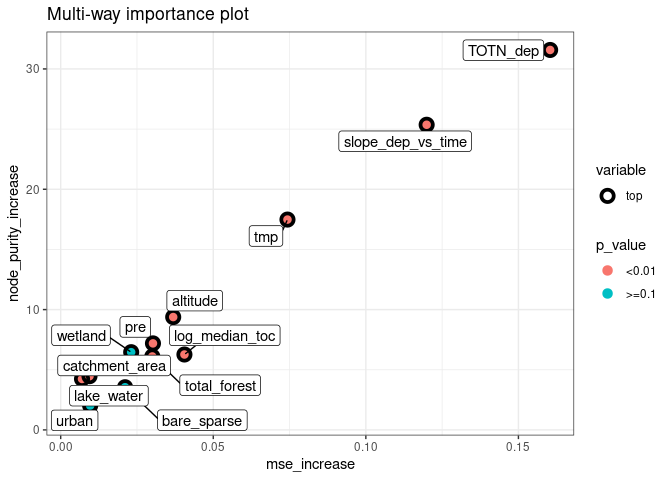 Multi-way importance plot
TOTN_dep
slope_dep_vs_time
tmp
altitude
pre
wetland
log_median_toc
catchment_area
total_forest
lake_water
urban
bare_sparse
30
20
10
0
0.00
0.05
0.10
0.15
mse_increase
node_purity_increase
variable
top
p_value
<0.01
>=0.1